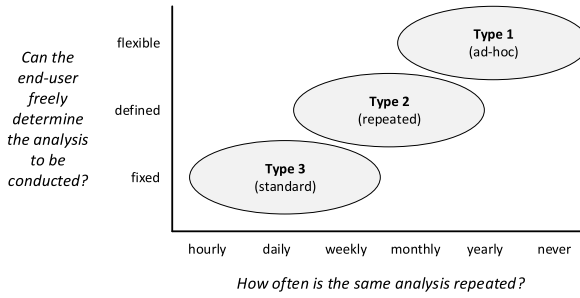 Can the
end-user
freely
determine
the analysis
to be
conducted?
flexible
defined
fixed
Type 1
(ad-hoc)
Type 2
(repeated)
Type 3
(standard)
hourly daily weekly monthly yearly never
How often is the same analysis repeated?